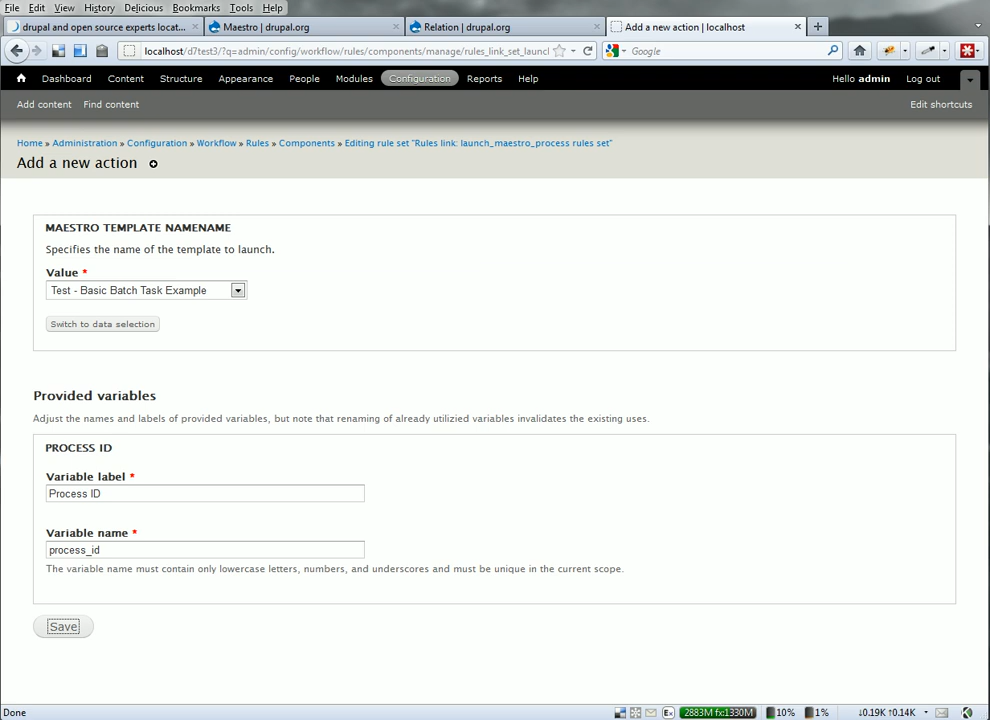 File Edit View History Delicious Bookmarks Tools Help
drupal and open source experts locat... Maestro | drupal.org Relation | drupal.org Add a new action | localhost
localhost/d7test3/?q=admin/config/workflow/rules/components/manage/rules_link_set_launcl Google
Dashboard Content Structure Appearance People Modules Configuration Reports Help Hello admin Log out
Add content Find content Edit shortcuts
Home » Administration » Configuration » Workflow » Rules » Components » Editing rule set "Rules link: launch_maestro_process rules set"
Add a new action
MAESTRO TEMPLATE NAMENAME
Specifies the name of the template to launch.
Value *
Test - Basic Batch Task Example
Switch to data selection
Provided variables
Adjust the names and labels of provided variables, but note that renaming of already utilizied variables invalidates the existing uses.
PROCESS ID
Variable label *
Process ID
Variable name *
process_id
The variable name must contain only lowercase letters, numbers, and underscores and must be unique in the current scope.
Save
Done Ex 2883M fx:1330M 10% 1% ↓0.19K ↑0.14K